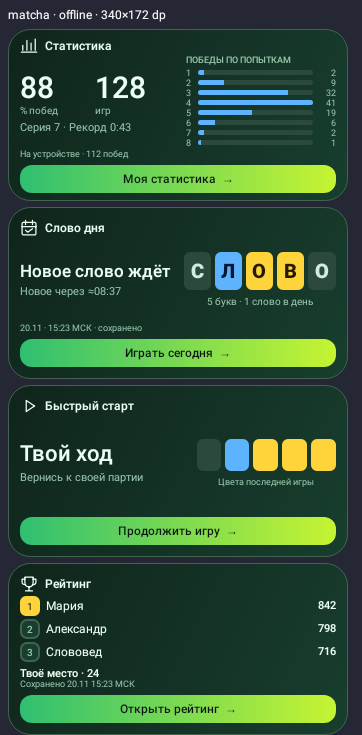 matcha · offline · 340×172 dp
Статистика
88 128
% побед игр
Серия 7 · Рекорд 0:43
На устройстве · 112 побед
ПОБЕДЫ ПО ПОПЫТКАМ
1 2
2 9
3 32
4 41
5 19
6 6
7 2
8 1
Моя статистика →
Слово дня
Новое слово ждёт
Новое через ≈08:37
С Л О В О
5 букв · 1 слово в день
20.11 · 15:23 МСК · сохранено
Играть сегодня →
Быстрый старт
Твой ход
Вернись к своей партии
Цвета последней игры
Продолжить игру →
Рейтинг
1 Мария 842
2 Александр 798
3 Слововед 716
Твоё место · 24
Сохранено 20.11 15:23 МСК
Открыть рейтинг →